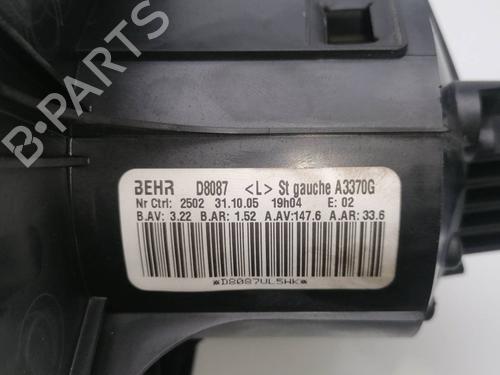 B-PARTS
BEHR D8087 <L> St gauche A3370G
Nr Ctrl: 2502 31.10.05 19h04 E: 02
B.AV: 3.22 B.AR: 1.52 A.AV:147.6 A.AR: 33.6
*D8087UL5WK*